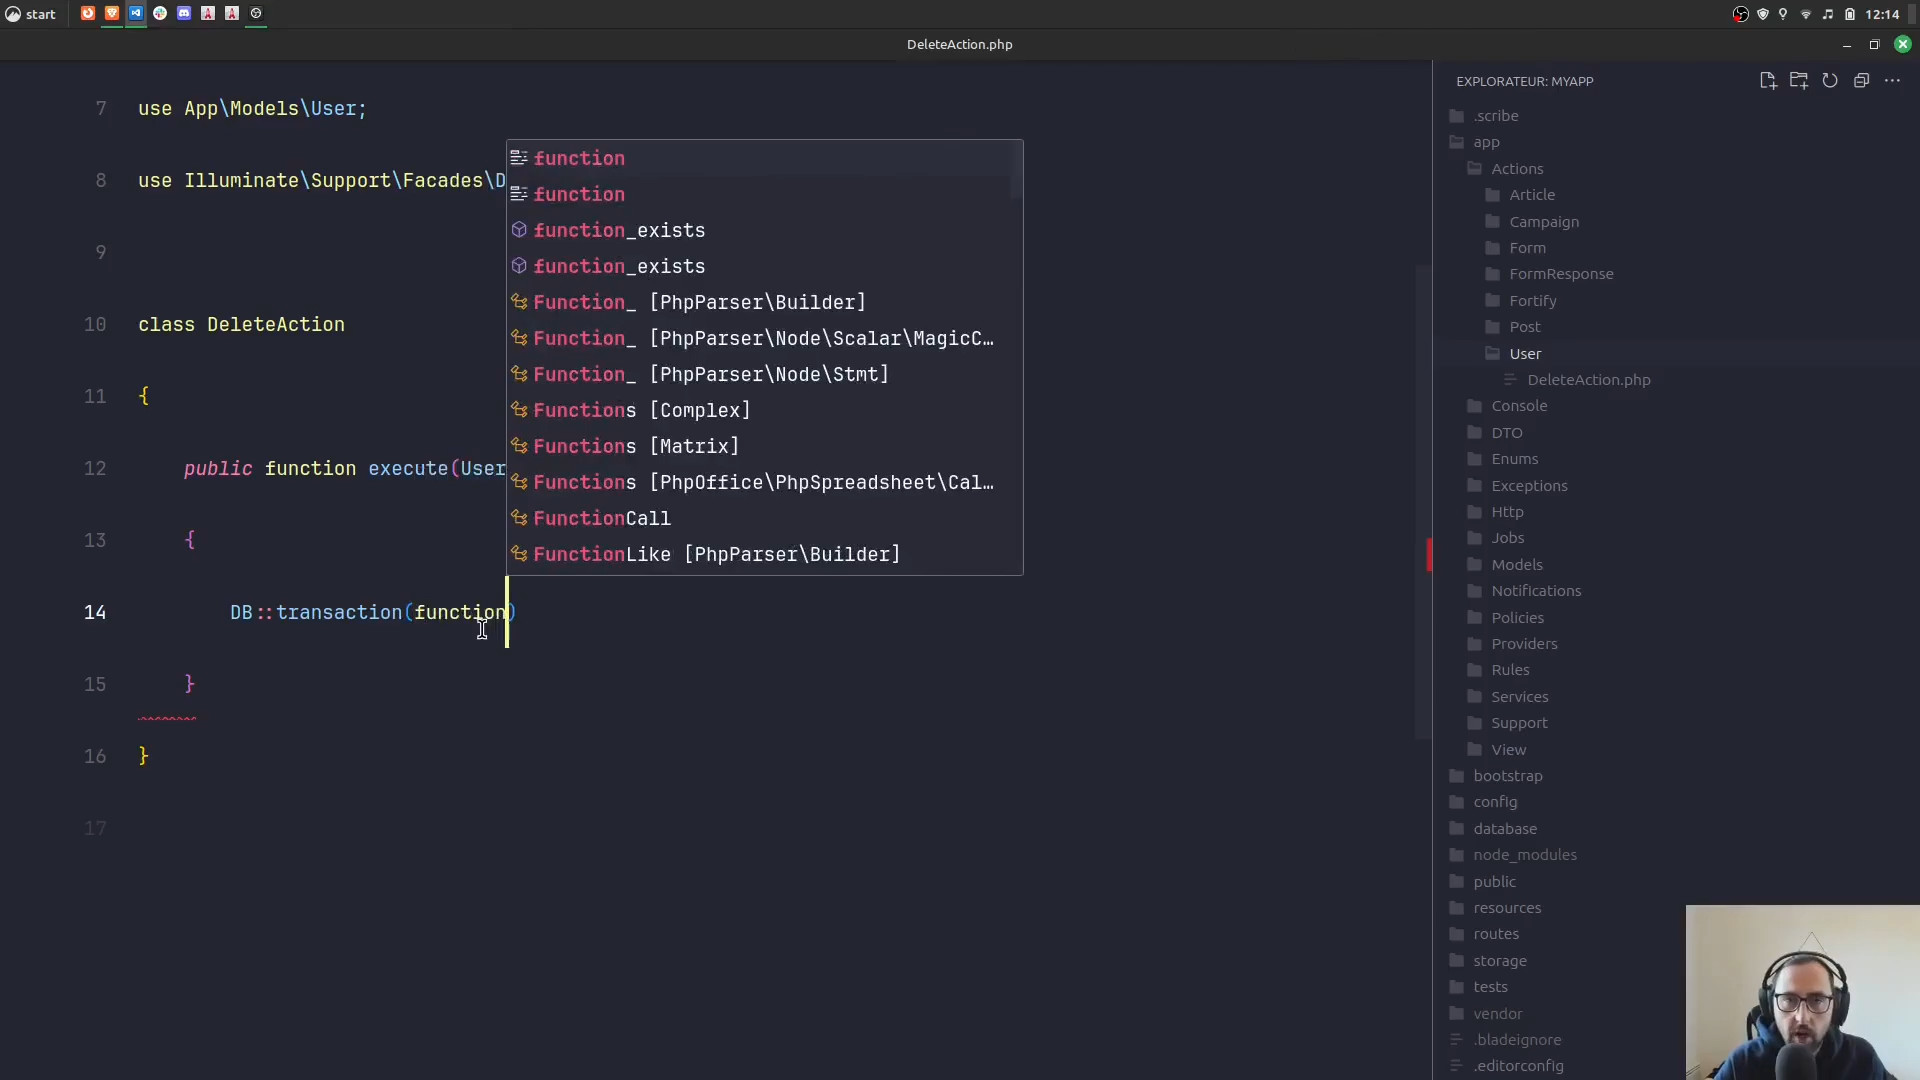 start
12:14
DeleteAction.php
7 use App\Models\User;
8 use Illuminate\Support\Facades\D
9
10 class DeleteAction
11 {
12 public function execute(User
13 {
14 DB::transaction(function)
15 }
16 }
17
function
function
function_exists
function_exists
Function_ [PhpParser\Builder]
Function_ [PhpParser\Node\Scalar\MagicC…
Function_ [PhpParser\Node\Stmt]
Functions [Complex]
Functions [Matrix]
Functions [PhpOffice\PhpSpreadsheet\Cal…
FunctionCall
FunctionLike [PhpParser\Builder]
EXPLORATEUR: MYAPP
.scribe
app
Actions
Article
Campaign
Form
FormResponse
Fortify
Post
User
DeleteAction.php
Console
DTO
Enums
Exceptions
Http
Jobs
Models
Notifications
Policies
Providers
Rules
Services
Support
View
bootstrap
config
database
node_modules
public
resources
routes
storage
tests
vendor
.bladeignore
.editorconfig